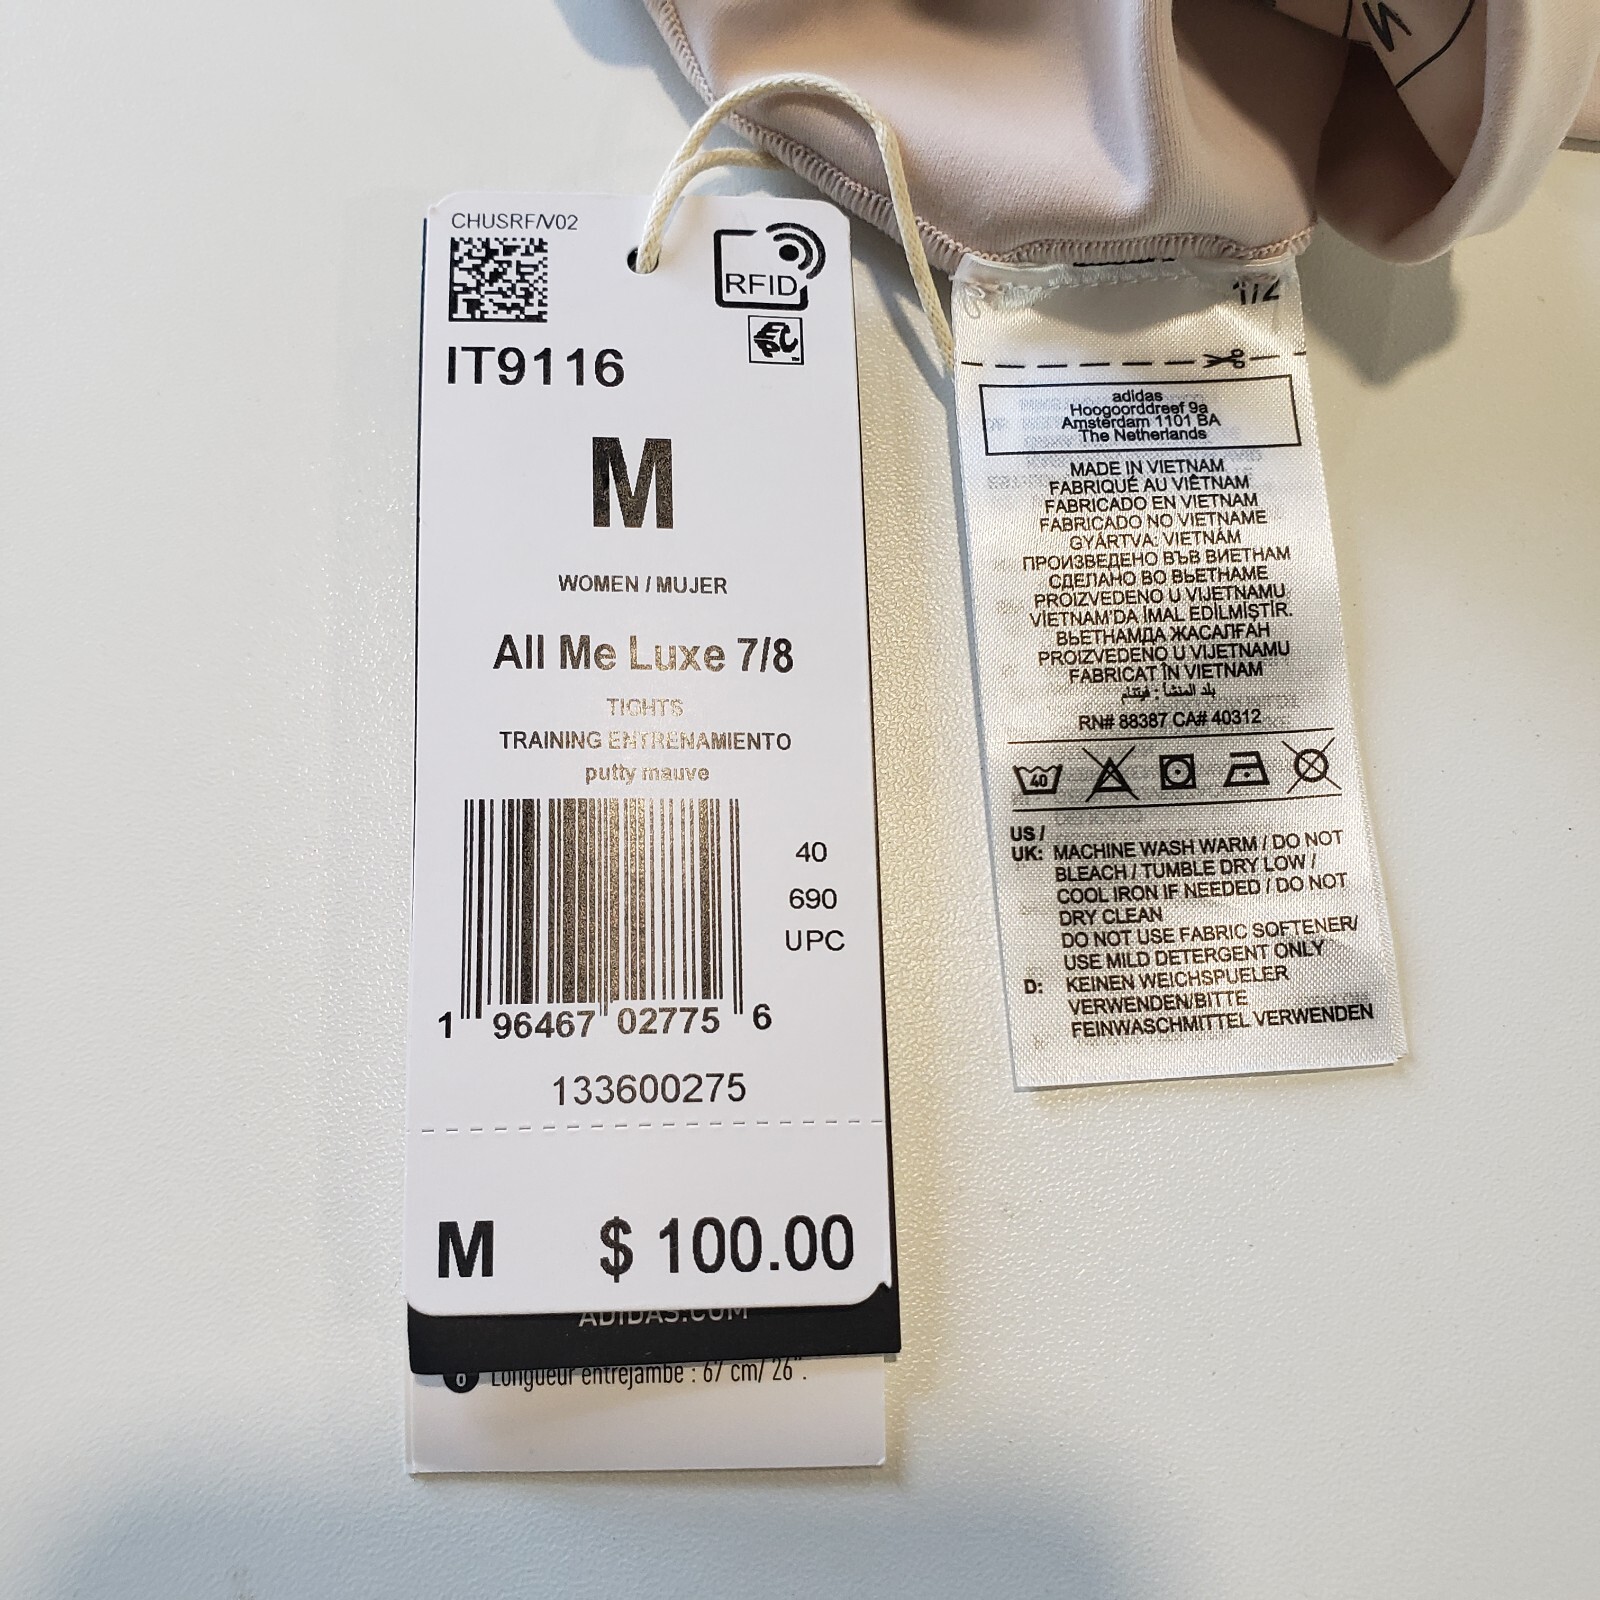 CHUSRF/V02
RFID
IT9116
M
WOMEN / MUJER
All Me Luxe 7/8
TIGHTS
TRAINING ENTRENAMIENTO
putty mauve
40
690
UPC
1 96467 02775 6
133600275
M $ 100.00
ADIDAS.COM
Longueur entrejambe : 67 cm/ 26".
1/2
adidas
Hoogoorddreef 9a
Amsterdam 1101 BA
The Netherlands
MADE IN VIETNAM
FABRIQUÉ AU VIÊTNAM
FABRICADO EN VIETNAM
FABRICADO NO VIETNAME
GYÁRTVA: VIETNÁM
ПРОИЗВЕДЕНО ВЪВ ВИЕТНАМ
СДЕЛАНО ВО ВЬЕТНАМЕ
PROIZVEDENO U VIJETNAMU
VİETNAM'DA İMAL EDİLMİŞTİR.
ВЬЕТНАМДА ЖАСАЛҒАН
PROIZVEDENO U VIJETNAMU
FABRICAT ÎN VIETNAM
بلد المنشأ : فيتنام
RN# 88387 CA# 40312
40
US /
UK: MACHINE WASH WARM / DO NOT
BLEACH / TUMBLE DRY LOW /
COOL IRON IF NEEDED / DO NOT
DRY CLEAN
DO NOT USE FABRIC SOFTENER/
USE MILD DETERGENT ONLY
D: KEINEN WEICHSPUELER
VERWENDEN/BITTE
FEINWASCHMITTEL VERWENDEN